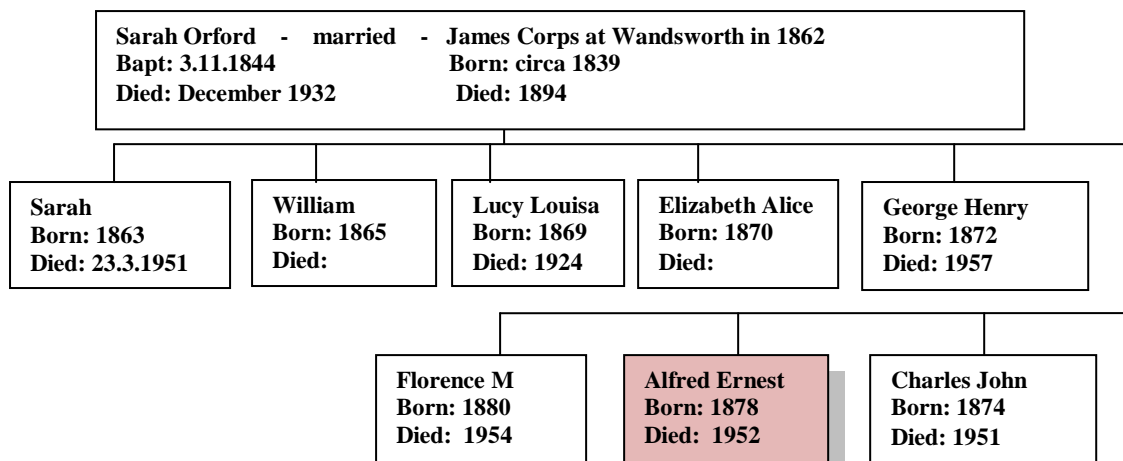 Sarah Orford - married - James Corps at Wandsworth in 1862
Bapt: 3.11.1844 Born: circa 1839
Died: December 1932 Died: 1894
Sarah
Born: 1863
Died: 23.3.1951
William
Born: 1865
Died:
Lucy Louisa
Born: 1869
Died: 1924
Elizabeth Alice
Born: 1870
Died:
George Henry
Born: 1872
Died: 1957
Florence M
Born: 1880
Died: 1954
Alfred Ernest
Born: 1878
Died: 1952
Charles John
Born: 1874
Died: 1951